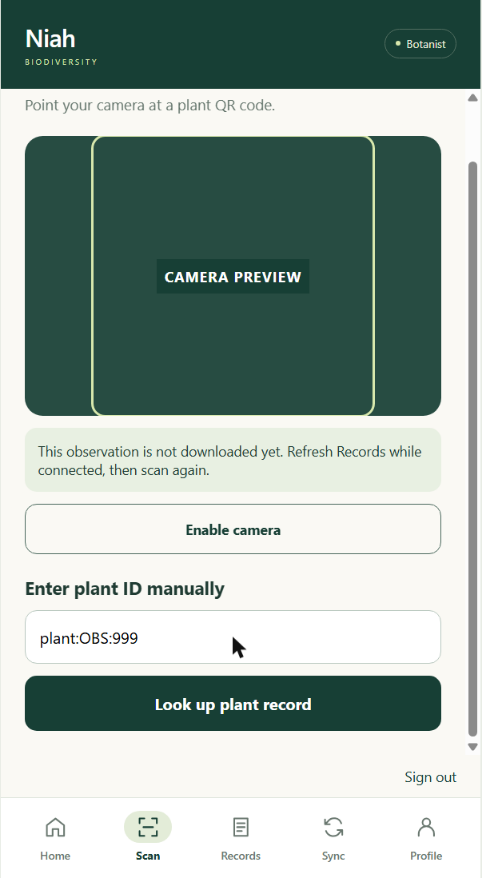 Niah
BIODIVERSITY
Botanist
Point your camera at a plant QR code.
CAMERA PREVIEW
This observation is not downloaded yet. Refresh Records while
connected, then scan again.
Enable camera
Enter plant ID manually
plant:OBS:999
Look up plant record
Sign out
Home
Scan
Records
Sync
Profile